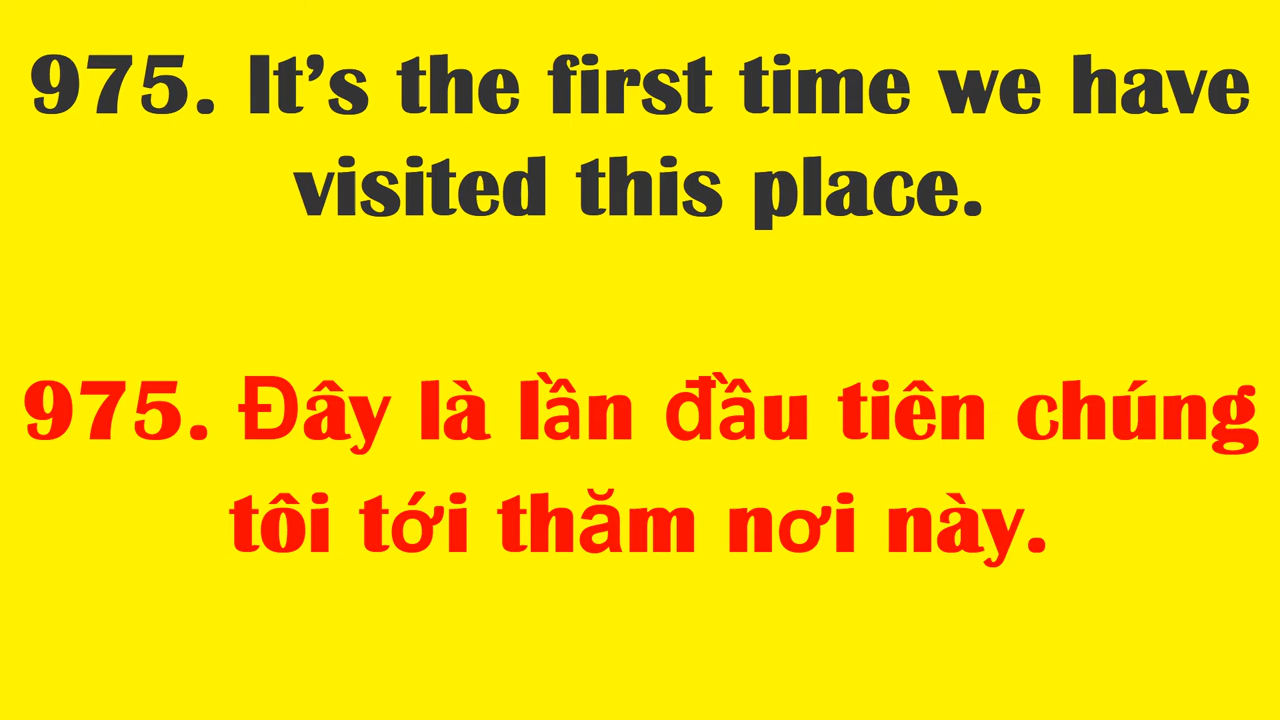 975. It’s the first time we have
visited this place.
975. Đây là lần đầu tiên chúng
tôi tới thăm nơi này.